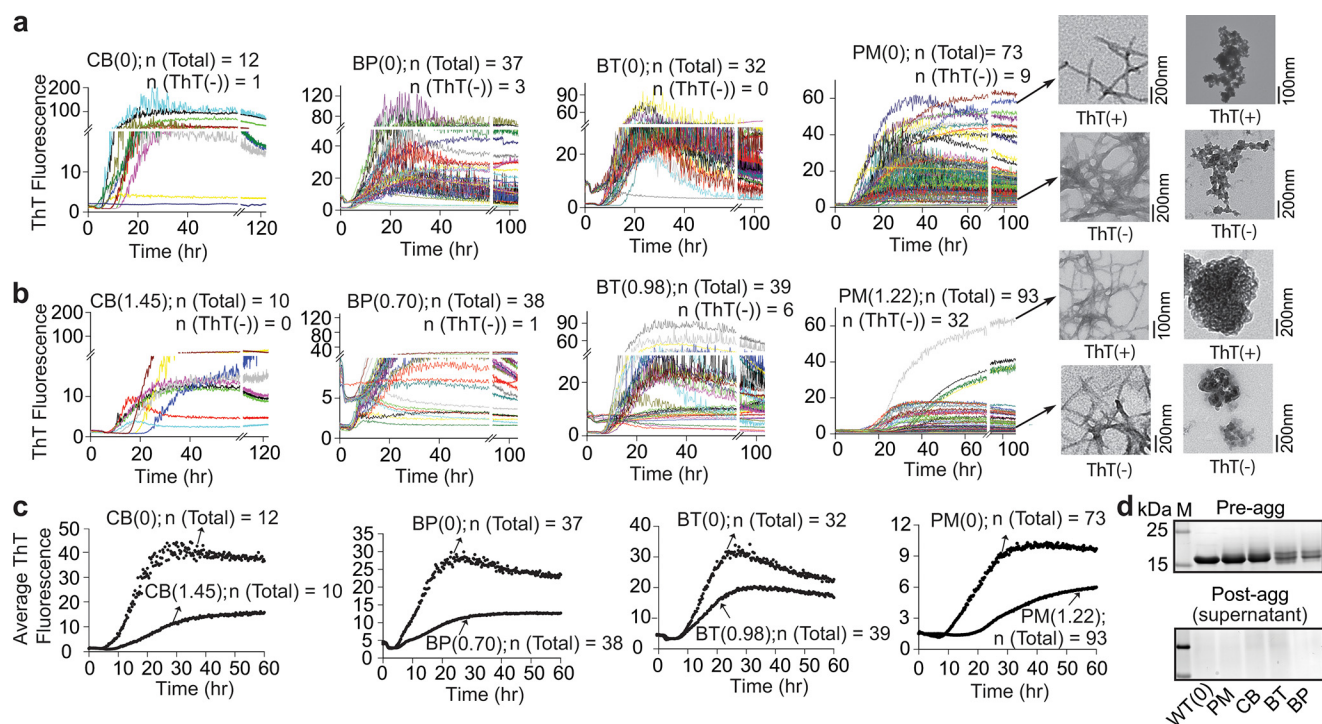 a
CB(0); n (Total) = 12
n (ThT(-)) = 1
ThT Fluorescence
200
100
10
0
0 20 40 120
Time (hr)
BP(0); n (Total) = 37
n (ThT(-)) = 3
120
100
80
60
40
20
0
0 40 100
Time (hr)
BT(0); n (Total) = 32
n (ThT(-)) = 0
90
60
20
0
0 40 100
Time (hr)
PM(0); n (Total)= 73
n (ThT(-)) = 9
60
40
20
0
0 20 40 60 100
Time (hr)
200nm
ThT(+)
100nm
ThT(+)
200nm
ThT(-)
200nm
ThT(-)
b
CB(1.45); n (Total) = 10
n (ThT(-)) = 0
ThT Fluorescence
200
100
10
0
0 20 40 120
Time (hr)
BP(0.70); n (Total) = 38
n (ThT(-)) = 1
100
40
5
0
0 40 100
Time (hr)
BT(0.98); n (Total) = 39
n (ThT(-)) = 6
90
60
20
0
0 40 100
Time (hr)
PM(1.22); n (Total) = 93
n (ThT(-)) = 32
60
40
20
0
0 20 40 60 100
Time (hr)
100nm
ThT(+)
200nm
ThT(+)
200nm
ThT(-)
200nm
ThT(-)
c
Average ThT
Fluorescence
50
40
30
20
10
0
CB(0); n (Total) = 12
CB(1.45); n (Total) = 10
0 10 20 30 40 50 60
Time (hr)
35
30
25
20
15
10
5
0
BP(0); n (Total) = 37
BP(0.70); n (Total) = 38
0 10 20 30 40 50 60
Time (hr)
40
30
20
10
0
BT(0); n (Total) = 32
BT(0.98); n (Total) = 39
0 10 20 30 40 50 60
Time (hr)
12
9
6
3
0
PM(0); n (Total) = 73
PM(1.22);
n (Total) = 93
0 10 20 30 40 50 60
Time (hr)
d
kDa M Pre-agg
25
15
Post-agg
(supernatant)
WT(0) PM CB BT BP